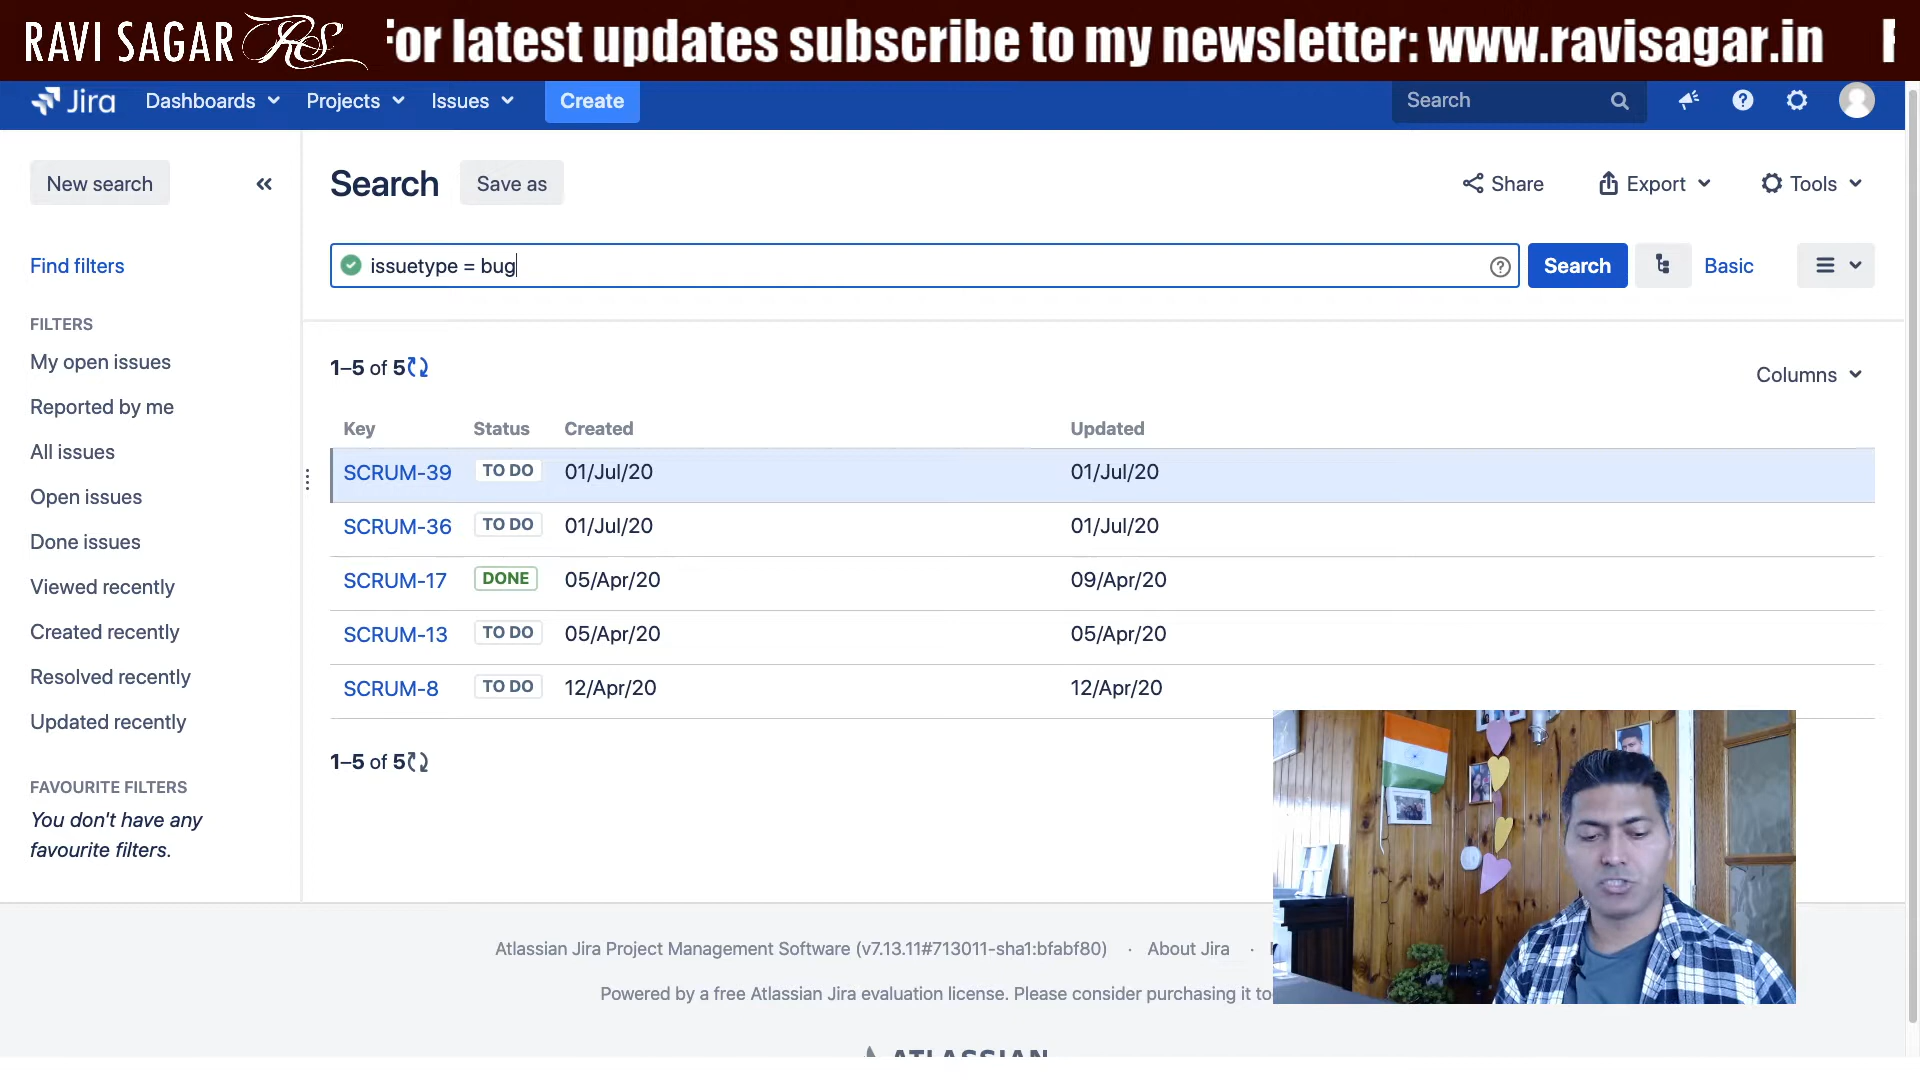 RAVI SAGAR RS
For latest updates subscribe to my newsletter: www.ravisagar.in
Jira Dashboards Projects Issues Create Search
New search
Search Save as Share Export Tools
Find filters
issuetype = bug Search Basic
FILTERS
My open issues
Reported by me
All issues
Open issues
Done issues
Viewed recently
Created recently
Resolved recently
Updated recently
FAVOURITE FILTERS
You don't have any
favourite filters.
1–5 of 5
Columns
Key Status Created Updated
SCRUM-39 TO DO 01/Jul/20 01/Jul/20
SCRUM-36 TO DO 01/Jul/20 01/Jul/20
SCRUM-17 DONE 05/Apr/20 09/Apr/20
SCRUM-13 TO DO 05/Apr/20 05/Apr/20
SCRUM-8 TO DO 12/Apr/20 12/Apr/20
1–5 of 5
Atlassian Jira Project Management Software (v7.13.11#713011-sha1:bfabf80) · About Jira ·
Powered by a free Atlassian Jira evaluation license. Please consider purchasing it to
ATLASSIAN